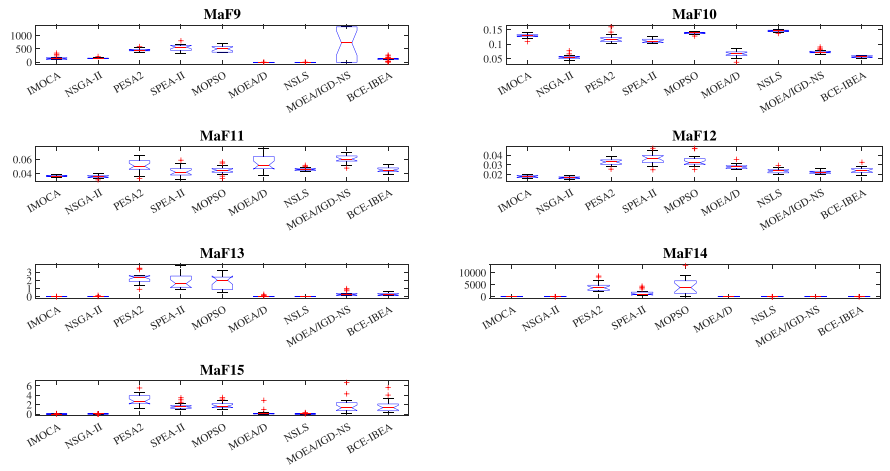 MaF9
1000
500
0
IMOCA NSGA-II PESA2 SPEA-II MOPSO MOEA/D NSLS MOEA/IGD-NS BCE-IBEA
MaF10
0.15
0.10
0.05
IMOCA NSGA-II PESA2 SPEA-II MOPSO MOEA/D NSLS MOEA/IGD-NS BCE-IBEA
MaF11
0.06
0.04
IMOCA NSGA-II PESA2 SPEA-II MOPSO MOEA/D NSLS MOEA/IGD-NS BCE-IBEA
MaF12
0.04
0.03
0.02
IMOCA NSGA-II PESA2 SPEA-II MOPSO MOEA/D NSLS MOEA/IGD-NS BCE-IBEA
MaF13
3
2
1
0
IMOCA NSGA-II PESA2 SPEA-II MOPSO MOEA/D NSLS MOEA/IGD-NS BCE-IBEA
MaF14
10000
5000
0
IMOCA NSGA-II PESA2 SPEA-II MOPSO MOEA/D NSLS MOEA/IGD-NS BCE-IBEA
MaF15
6
4
2
0
IMOCA NSGA-II PESA2 SPEA-II MOPSO MOEA/D NSLS MOEA/IGD-NS BCE-IBEA